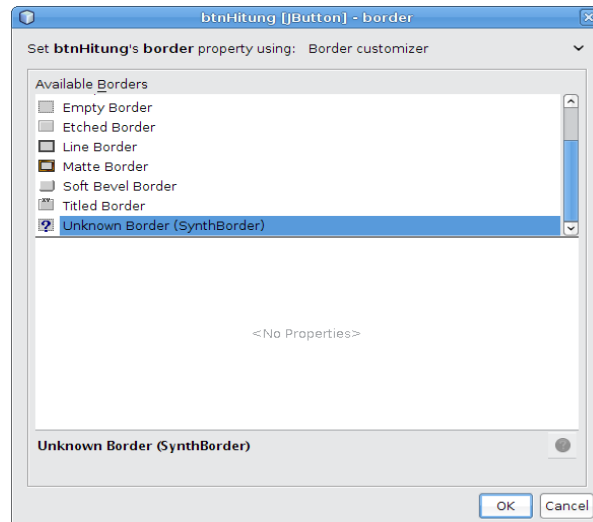 btnHitung [JButton] - border
Set btnHitung's border property using: Border customizer
Available Borders
Empty Border
Etched Border
Line Border
Matte Border
Soft Bevel Border
Titled Border
Unknown Border (SynthBorder)
<No Properties>
Unknown Border (SynthBorder)
OK Cancel